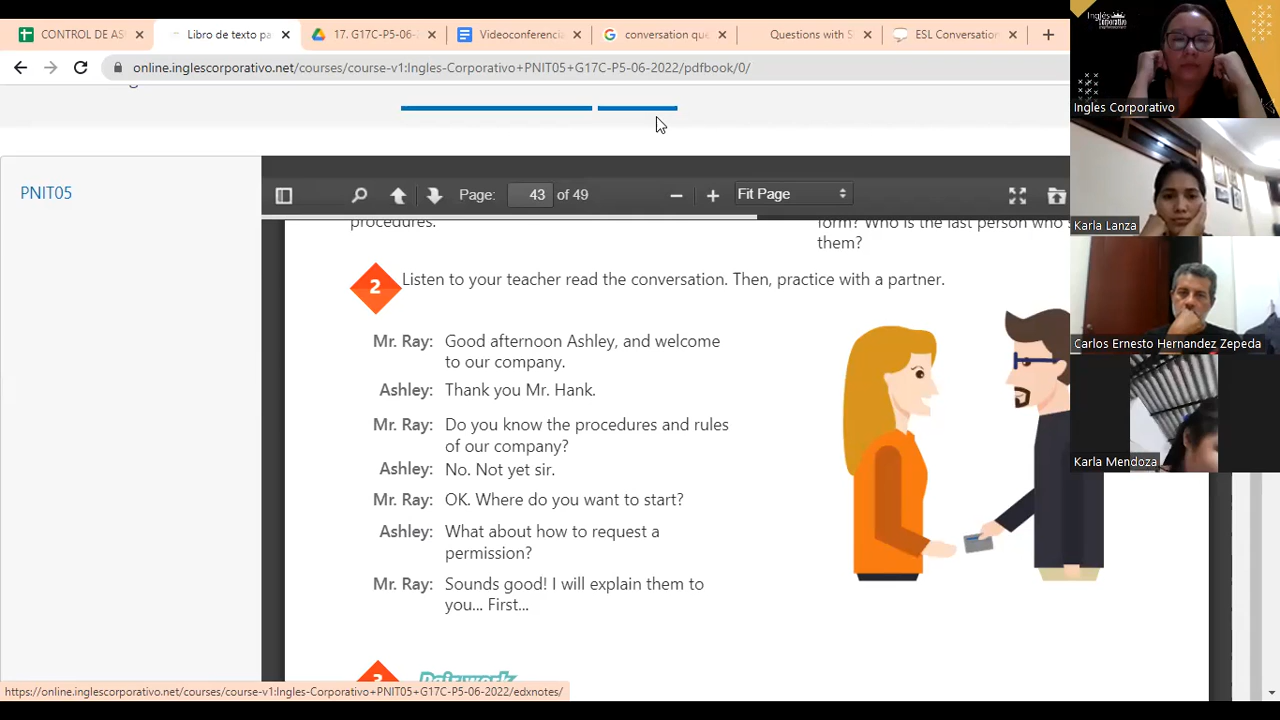 CONTROL DE AS
Libro de texto pa
17. G17C-P5-09
Videoconferenci
conversation que
Questions with S
ESL Conversation
online.inglescorporativo.net/courses/course-v1:Ingles-Corporativo+PNIT05+G17C-P5-06-2022/pdfbook/0/
PNIT05
Page: 43 of 49
Fit Page
procedures.
form? Who is the last person who s
them?
2 Listen to your teacher read the conversation. Then, practice with a partner.
Mr. Ray: Good afternoon Ashley, and welcome
to our company.
Ashley: Thank you Mr. Hank.
Mr. Ray: Do you know the procedures and rules
of our company?
Ashley: No. Not yet sir.
Mr. Ray: OK. Where do you want to start?
Ashley: What about how to request a
permission?
Mr. Ray: Sounds good! I will explain them to
you... First...
3 Pairwork
https://online.inglescorporativo.net/courses/course-v1:Ingles-Corporativo+PNIT05+G17C-P5-06-2022/edxnotes/
Inglés
Corporativo
Ingles Corporativo
Karla Lanza
Carlos Ernesto Hernandez Zepeda
Karla Mendoza